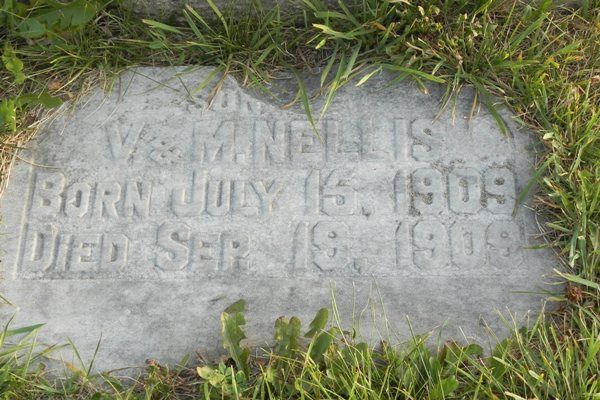 SON
V. & M. NELLIS
BORN JULY 15, 1909
DIED SEP. 19, 1909